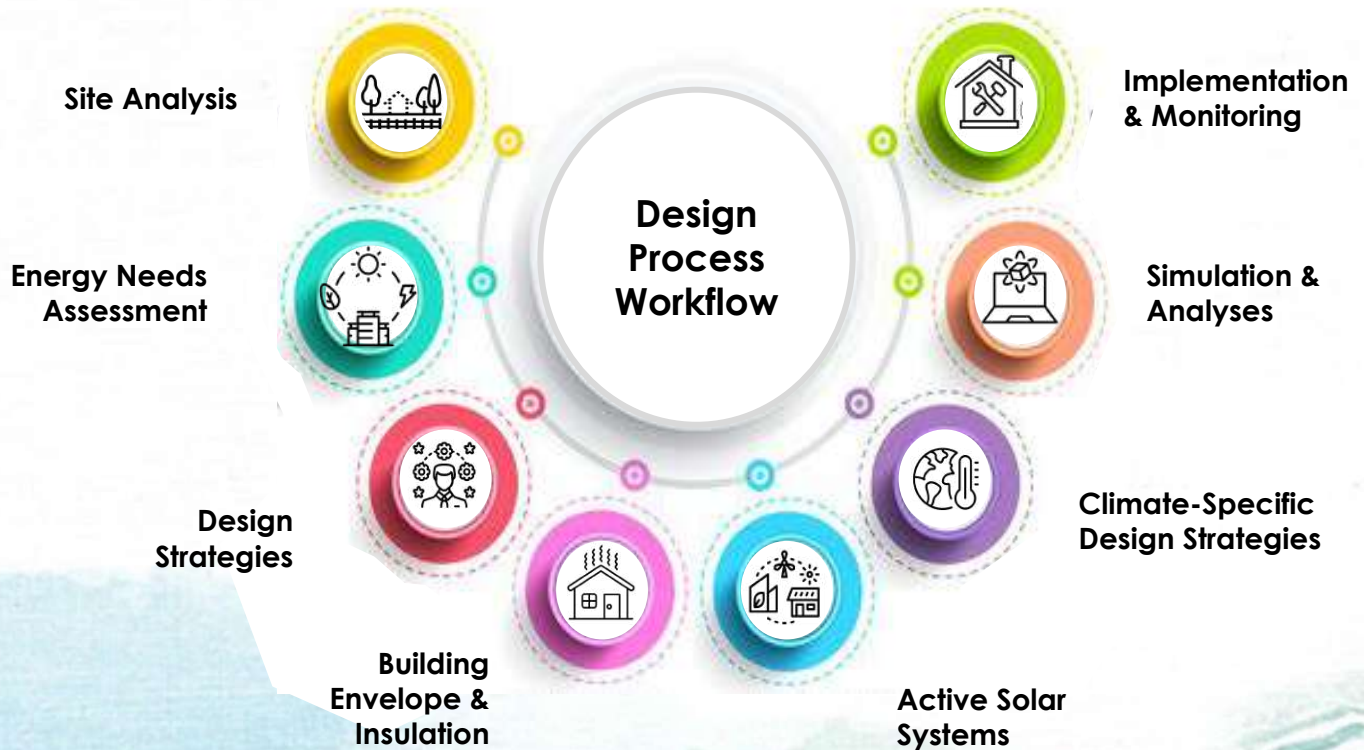 Design
Process
Workflow
Site Analysis
Energy Needs
Assessment
Design
Strategies
Building
Envelope &
Insulation
Active Solar
Systems
Climate-Specific
Design Strategies
Simulation &
Analyses
Implementation
& Monitoring